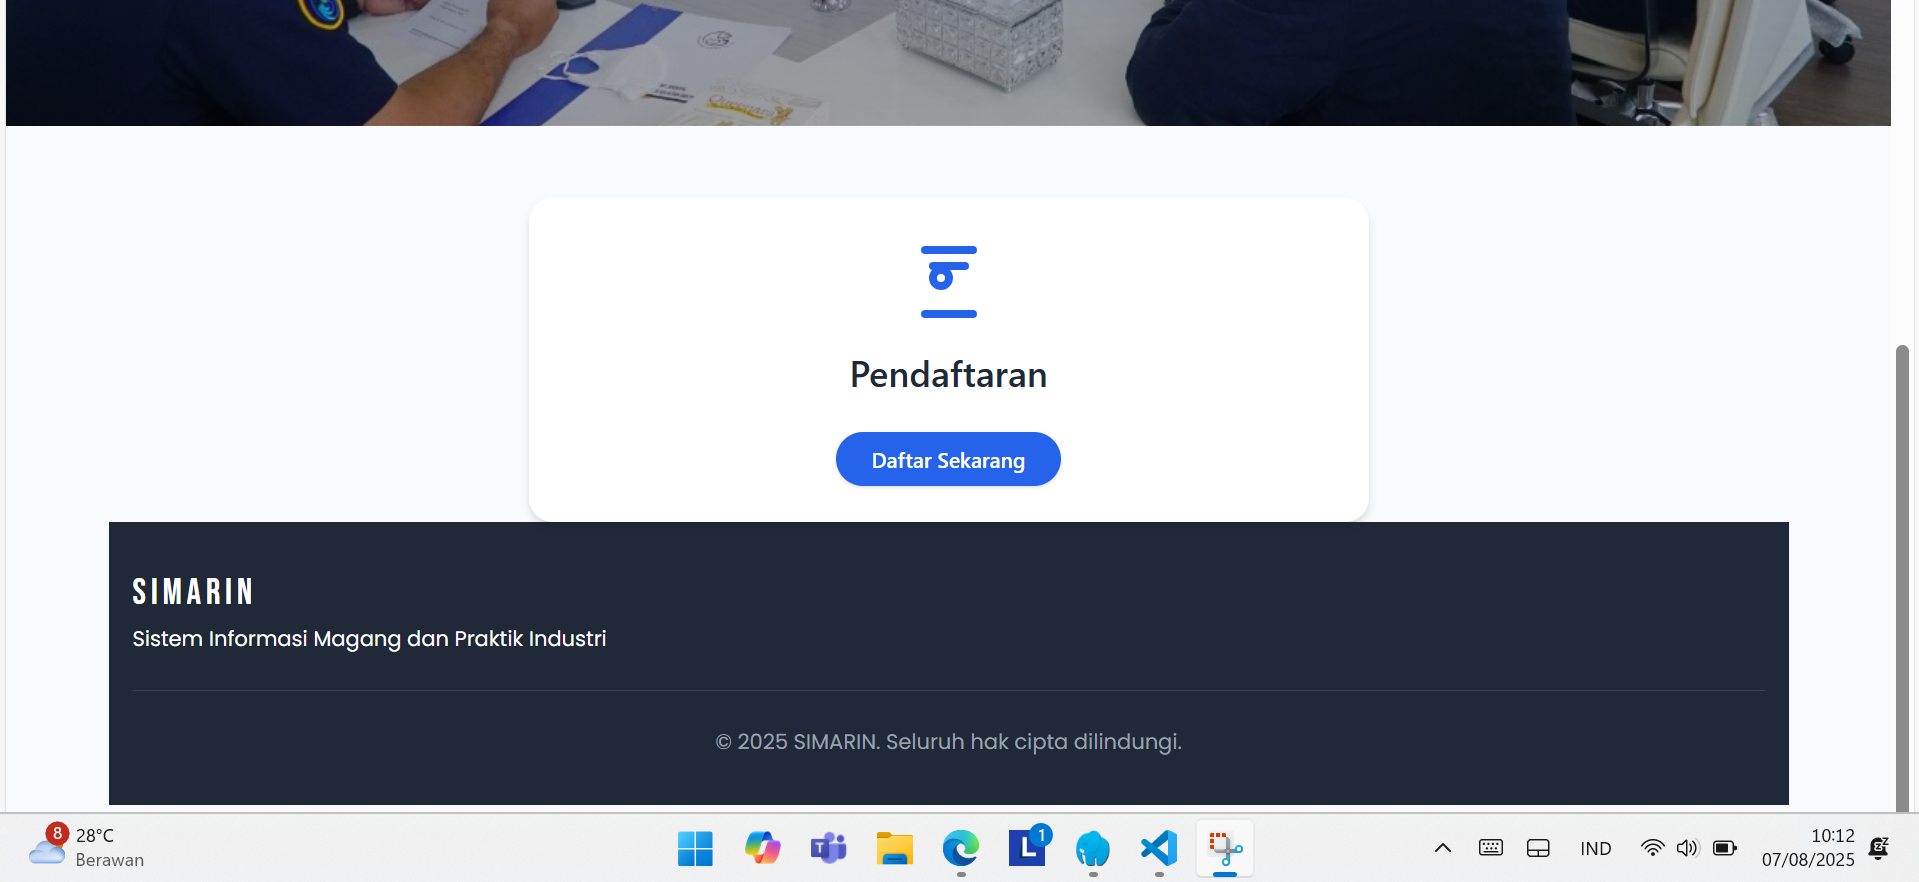 Pendaftaran
Daftar Sekarang
SIMARIN
Sistem Informasi Magang dan Praktik Industri
© 2025 SIMARIN. Seluruh hak cipta dilindungi.
8
28°C
Berawan
1
IND
10:12
07/08/2025